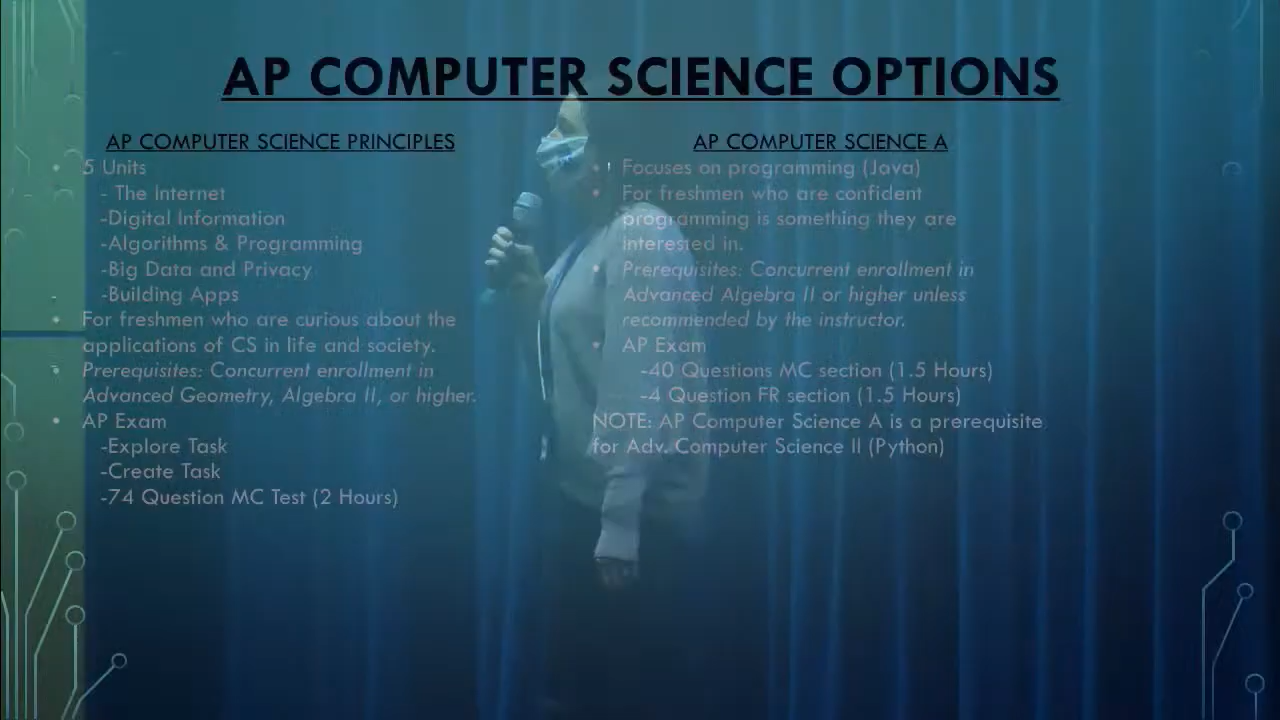 AP COMPUTER SCIENCE OPTIONS
AP COMPUTER SCIENCE PRINCIPLES
• 5 Units
- The Internet
-Digital Information
-Algorithms & Programming
-Big Data and Privacy
-Building Apps
• For freshmen who are curious about the
applications of CS in life and society.
• Prerequisites: Concurrent enrollment in
Advanced Geometry, Algebra II, or higher.
• AP Exam
-Explore Task
-Create Task
-74 Question MC Test (2 Hours)
AP COMPUTER SCIENCE A
• Focuses on programming (Java)
• For freshmen who are confident
programming is something they are
interested in.
• Prerequisites: Concurrent enrollment in
Advanced Algebra II or higher unless
recommended by the instructor.
• AP Exam
-40 Questions MC section (1.5 Hours)
-4 Question FR section (1.5 Hours)
NOTE: AP Computer Science A is a prerequisite
for Adv. Computer Science II (Python)